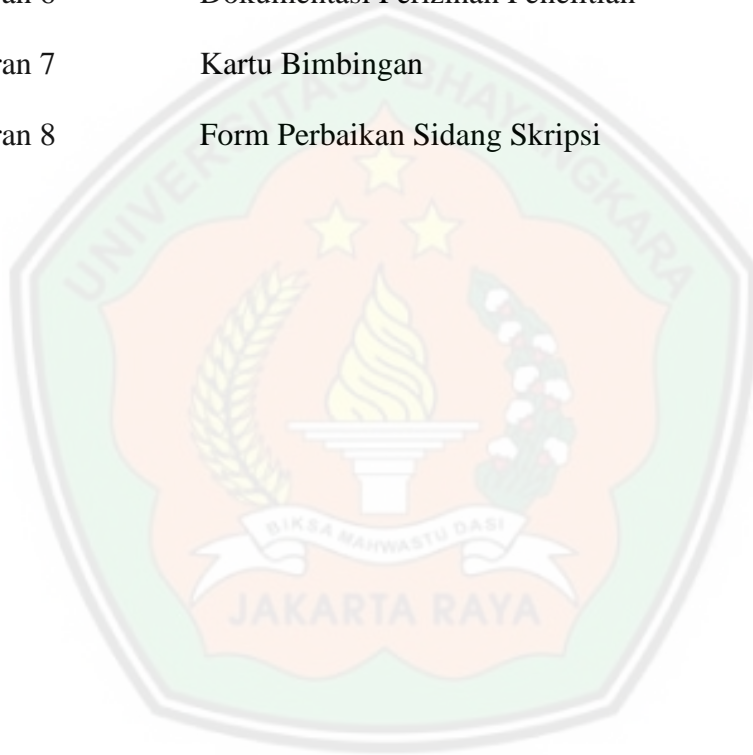 ran 7 Kartu Bimbingan
ran 8 Form Perbaikan Sidang Skripsi
UNIVERSITAS BHAYANGKARA
BIKSA MAHWASTU DASI
JAKARTA RAYA